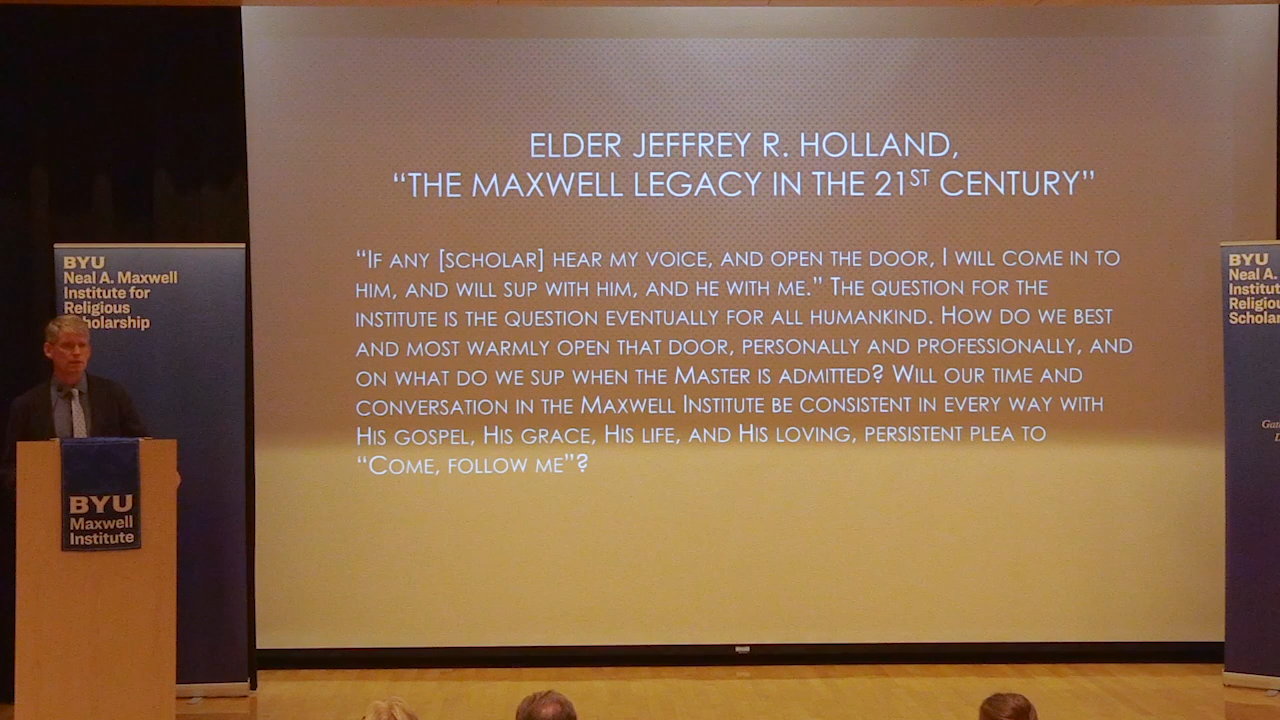 ELDER JEFFREY R. HOLLAND,
“THE MAXWELL LEGACY IN THE 21ST CENTURY”
“IF ANY [SCHOLAR] HEAR MY VOICE, AND OPEN THE DOOR, I WILL COME IN TO
HIM, AND WILL SUP WITH HIM, AND HE WITH ME.” THE QUESTION FOR THE
INSTITUTE IS THE QUESTION EVENTUALLY FOR ALL HUMANKIND. HOW DO WE BEST
AND MOST WARMLY OPEN THAT DOOR, PERSONALLY AND PROFESSIONALLY, AND
ON WHAT DO WE SUP WHEN THE MASTER IS ADMITTED? WILL OUR TIME AND
CONVERSATION IN THE MAXWELL INSTITUTE BE CONSISTENT IN EVERY WAY WITH
HIS GOSPEL, HIS GRACE, HIS LIFE, AND HIS LOVING, PERSISTENT PLEA TO
“COME, FOLLOW ME”?
BYU
Neal A. Maxwell
Institute for
Religious
Scholarship
BYU
Maxwell
Institute
BYU
Neal A.
Institut
Religiou
Scholar